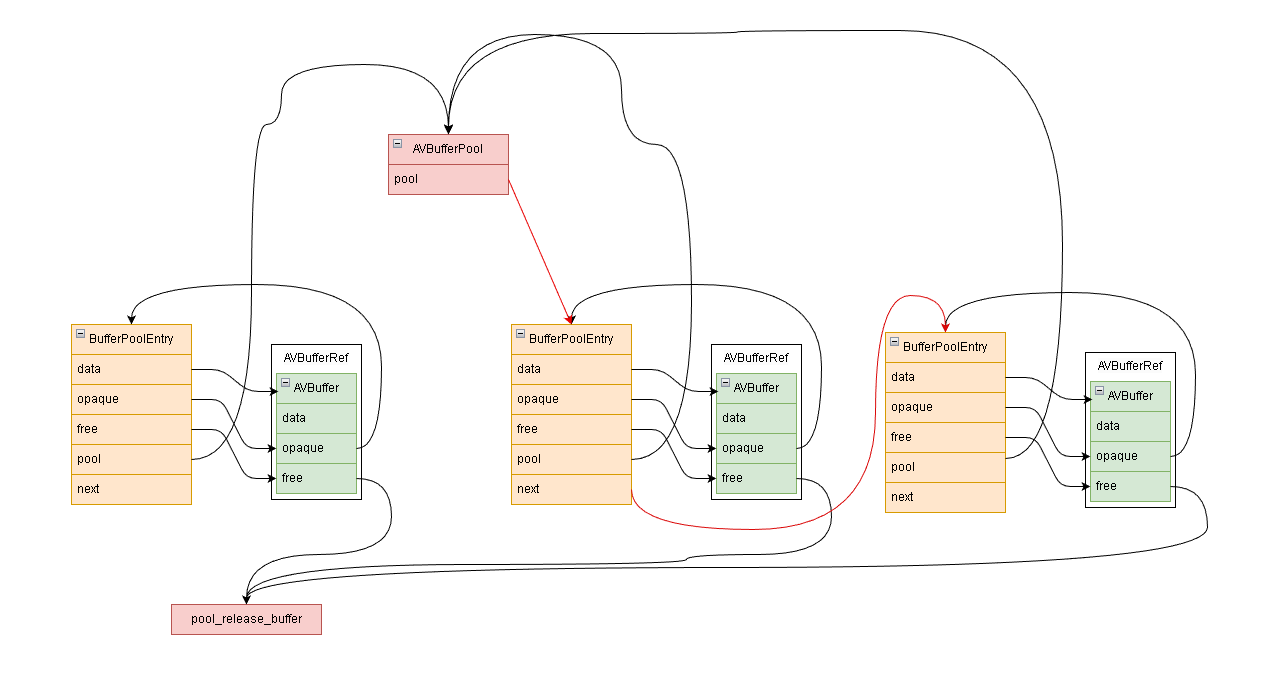 AVBufferPool
pool
BufferPoolEntry
data
opaque
free
pool
next
AVBufferRef
AVBuffer
data
opaque
free
BufferPoolEntry
data
opaque
free
pool
next
AVBufferRef
AVBuffer
data
opaque
free
BufferPoolEntry
data
opaque
free
pool
next
AVBufferRef
AVBuffer
data
opaque
free
pool_release_buffer